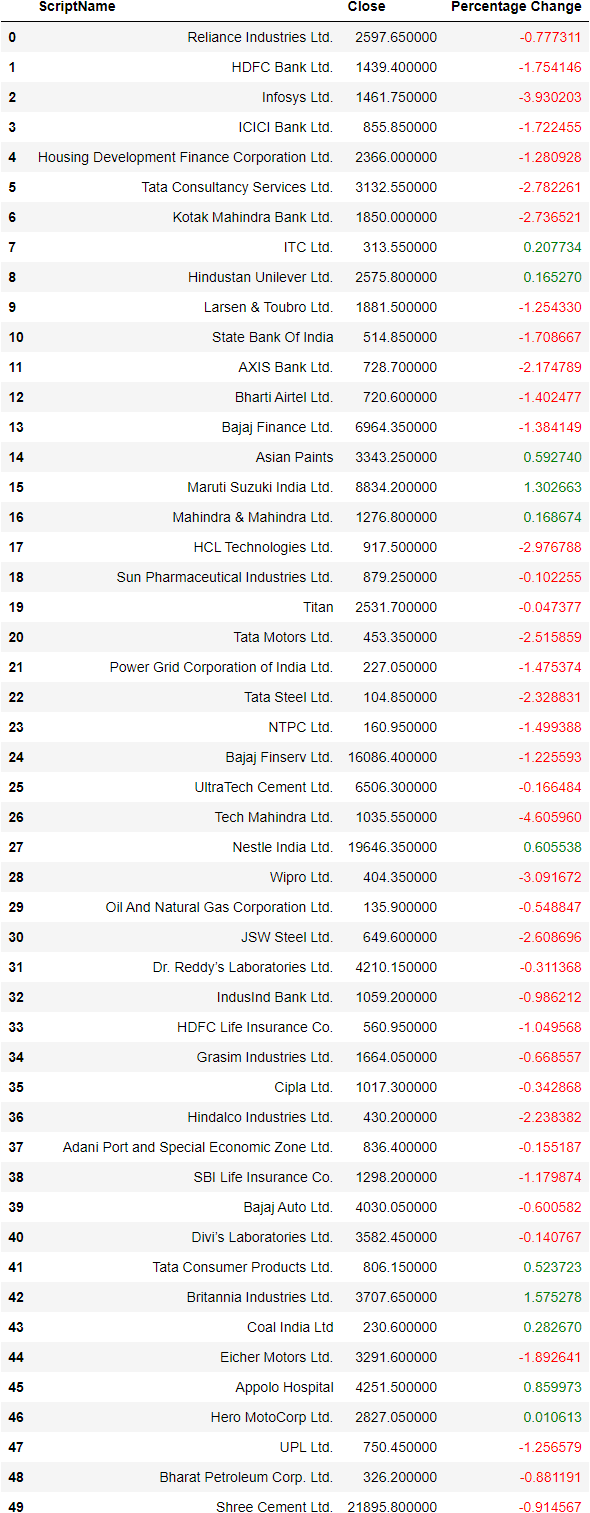 ScriptName Close Percentage Change
0 Reliance Industries Ltd. 2597.650000 -0.777311
1 HDFC Bank Ltd. 1439.400000 -1.754146
2 Infosys Ltd. 1461.750000 -3.930203
3 ICICI Bank Ltd. 855.850000 -1.722455
4 Housing Development Finance Corporation Ltd. 2366.000000 -1.280928
5 Tata Consultancy Services Ltd. 3132.550000 -2.782261
6 Kotak Mahindra Bank Ltd. 1850.000000 -2.736521
7 ITC Ltd. 313.550000 0.207734
8 Hindustan Unilever Ltd. 2575.800000 0.165270
9 Larsen & Toubro Ltd. 1881.500000 -1.254330
10 State Bank Of India 514.850000 -1.708667
11 AXIS Bank Ltd. 728.700000 -2.174789
12 Bharti Airtel Ltd. 720.600000 -1.402477
13 Bajaj Finance Ltd. 6964.350000 -1.384149
14 Asian Paints 3343.250000 0.592740
15 Maruti Suzuki India Ltd. 8834.200000 1.302663
16 Mahindra & Mahindra Ltd. 1276.800000 0.168674
17 HCL Technologies Ltd. 917.500000 -2.976788
18 Sun Pharmaceutical Industries Ltd. 879.250000 -0.102255
19 Titan 2531.700000 -0.047377
20 Tata Motors Ltd. 453.350000 -2.515859
21 Power Grid Corporation of India Ltd. 227.050000 -1.475374
22 Tata Steel Ltd. 104.850000 -2.328831
23 NTPC Ltd. 160.950000 -1.499388
24 Bajaj Finserv Ltd. 16086.400000 -1.225593
25 UltraTech Cement Ltd. 6506.300000 -0.166484
26 Tech Mahindra Ltd. 1035.550000 -4.605960
27 Nestle India Ltd. 19646.350000 0.605538
28 Wipro Ltd. 404.350000 -3.091672
29 Oil And Natural Gas Corporation Ltd. 135.900000 -0.548847
30 JSW Steel Ltd. 649.600000 -2.608696
31 Dr. Reddy’s Laboratories Ltd. 4210.150000 -0.311368
32 IndusInd Bank Ltd. 1059.200000 -0.986212
33 HDFC Life Insurance Co. 560.950000 -1.049568
34 Grasim Industries Ltd. 1664.050000 -0.668557
35 Cipla Ltd. 1017.300000 -0.342868
36 Hindalco Industries Ltd. 430.200000 -2.238382
37 Adani Port and Special Economic Zone Ltd. 836.400000 -0.155187
38 SBI Life Insurance Co. 1298.200000 -1.179874
39 Bajaj Auto Ltd. 4030.050000 -0.600582
40 Divi’s Laboratories Ltd. 3582.450000 -0.140767
41 Tata Consumer Products Ltd. 806.150000 0.523723
42 Britannia Industries Ltd. 3707.650000 1.575278
43 Coal India Ltd 230.600000 0.282670
44 Eicher Motors Ltd. 3291.600000 -1.892641
45 Appolo Hospital 4251.500000 0.859973
46 Hero MotoCorp Ltd. 2827.050000 0.010613
47 UPL Ltd. 750.450000 -1.256579
48 Bharat Petroleum Corp. Ltd. 326.200000 -0.881191
49 Shree Cement Ltd. 21895.800000 -0.914567